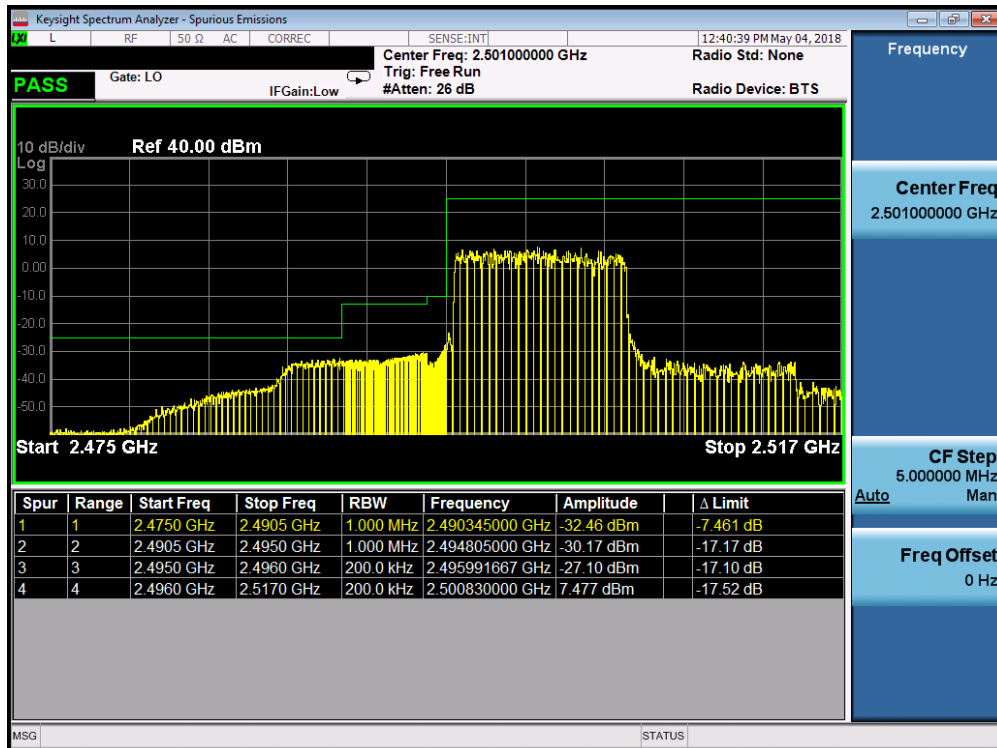 Keysight Spectrum Analyzer - Spurious Emissions
LXI L RF 50 Ω AC CORREC SENSE:INT 12:40:39 PM May 04, 2018
Center Freq: 2.501000000 GHz Radio Std: None
Trig: Free Run
PASS Gate: LO IFGain:Low #Atten: 26 dB Radio Device: BTS
Frequency
10 dB/div Ref 40.00 dBm
Log
30.0
20.0
10.0
0.00
-10.0
-20.0
-30.0
-40.0
-50.0
Start 2.475 GHz Stop 2.517 GHz
Center Freq
2.501000000 GHz
CF Step
5.000000 MHz
Auto Man
Freq Offset
0 Hz
Spur Range Start Freq Stop Freq RBW Frequency Amplitude Δ Limit
1 1 2.4750 GHz 2.4905 GHz 1.000 MHz 2.490345000 GHz -32.46 dBm -7.461 dB
2 2 2.4905 GHz 2.4950 GHz 1.000 MHz 2.494805000 GHz -30.17 dBm -17.17 dB
3 3 2.4950 GHz 2.4960 GHz 200.0 kHz 2.495991667 GHz -27.10 dBm -17.10 dB
4 4 2.4960 GHz 2.5170 GHz 200.0 kHz 2.500830000 GHz 7.477 dBm -17.52 dB
MSG STATUS